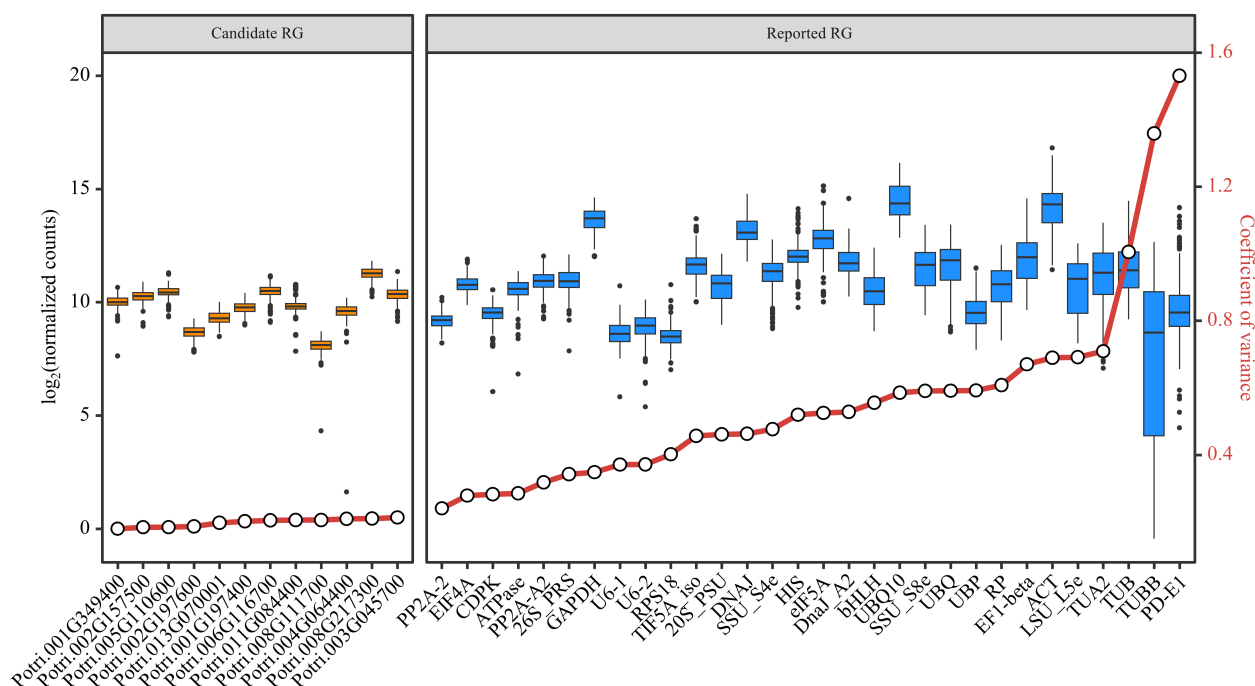 Candidate RG
Reported RG
log2(normalized counts)
20
15
10
5
0
1.6
1.2
0.8
0.4
Coefficient of variance
Potri.001G349400
Potri.002G157500
Potri.005G110600
Potri.002G197600
Potri.013G070001
Potri.001G197400
Potri.006G116700
Potri.011G084400
Potri.008G111700
Potri.004G064400
Potri.008G217300
Potri.003G045700
PP2A-2
EIF4A
CDPK
ATPase
PP2A-A2
26S_PRS
GAPDH
U6-1
U6-2
RPS18
TIF5A_iso
20S_PSU
DNAJ
SSU_S4e
HIS
eIF5A
DnaJ_A2
bHLH
UBQ10
SSU_S8e
UBQ
UBP
RP
EF1-beta
ACT
LSU_L5e
TUA2
TUB
TUBB
PD-E1